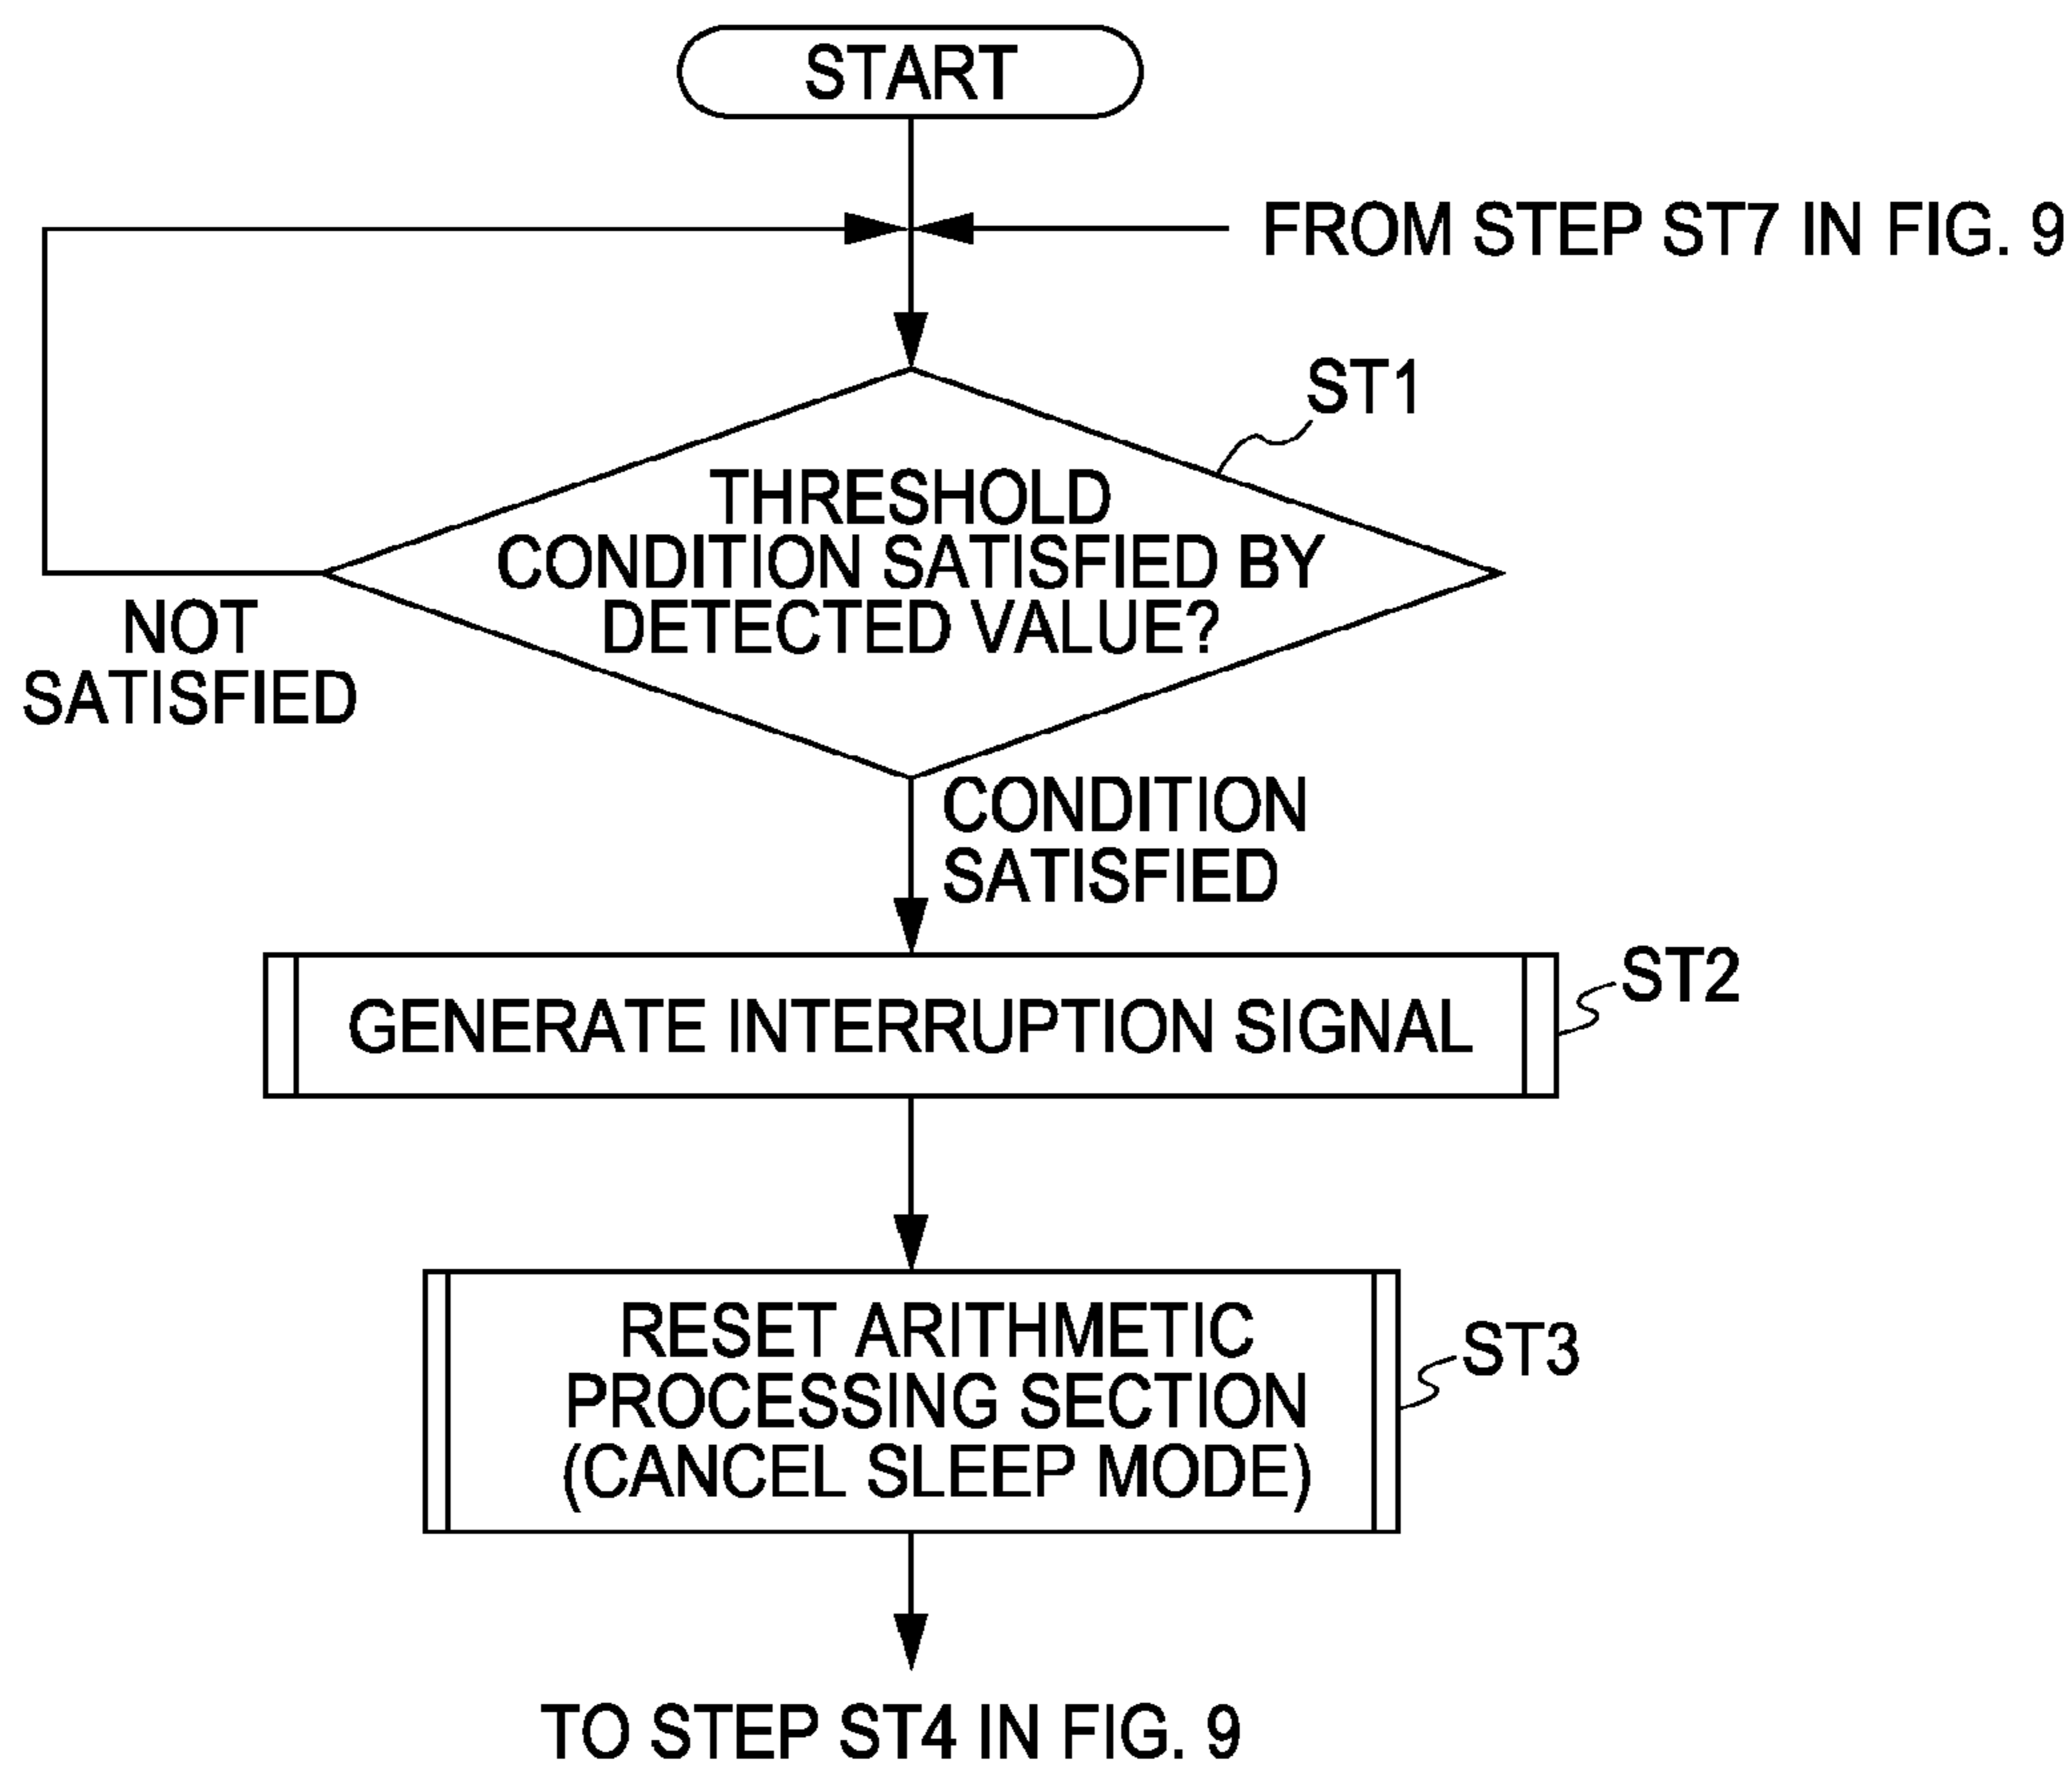 START
FROM STEP ST7 IN FIG. 9
ST1
THRESHOLD
CONDITION SATISFIED BY
DETECTED VALUE?
NOT
SATISFIED
CONDITION
SATISFIED
ST2
GENERATE INTERRUPTION SIGNAL
ST3
RESET ARITHMETIC
PROCESSING SECTION
(CANCEL SLEEP MODE)
TO STEP ST4 IN FIG. 9